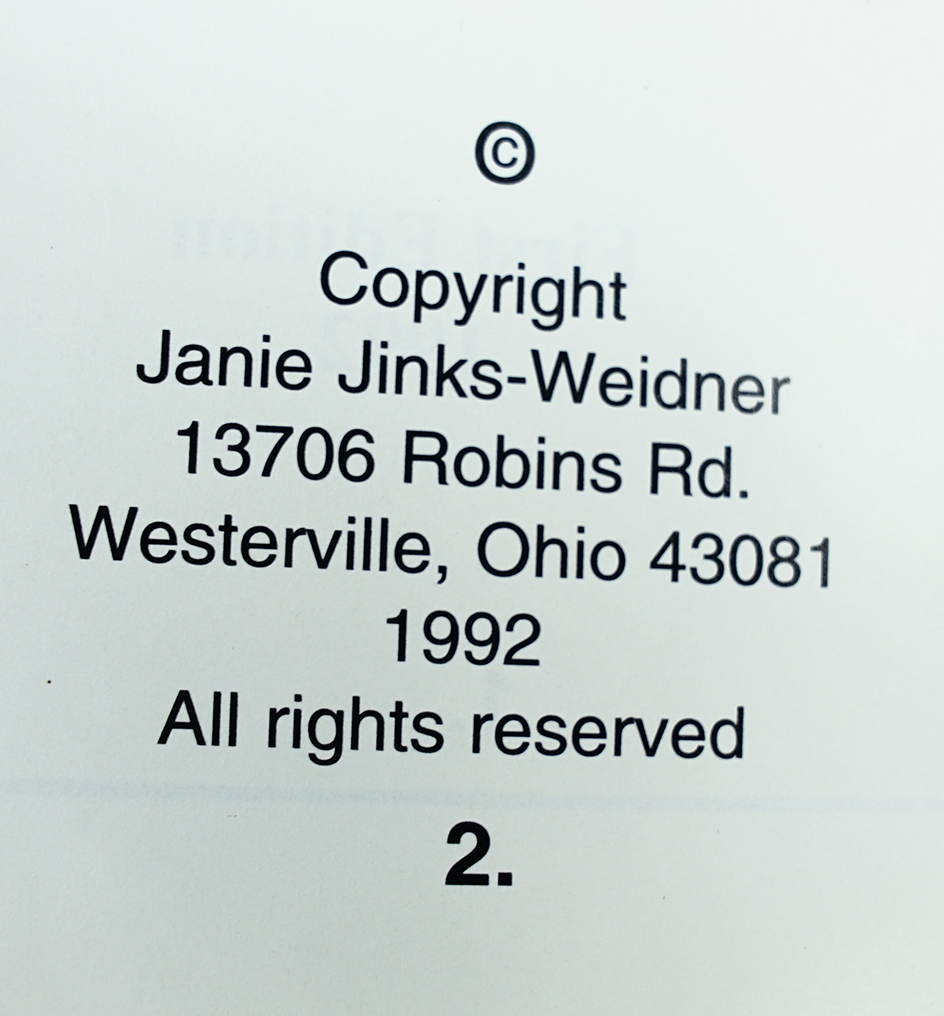 ©
Copyright
Janie Jinks-Weidner
13706 Robins Rd.
Westerville, Ohio 43081
1992
All rights reserved
2.